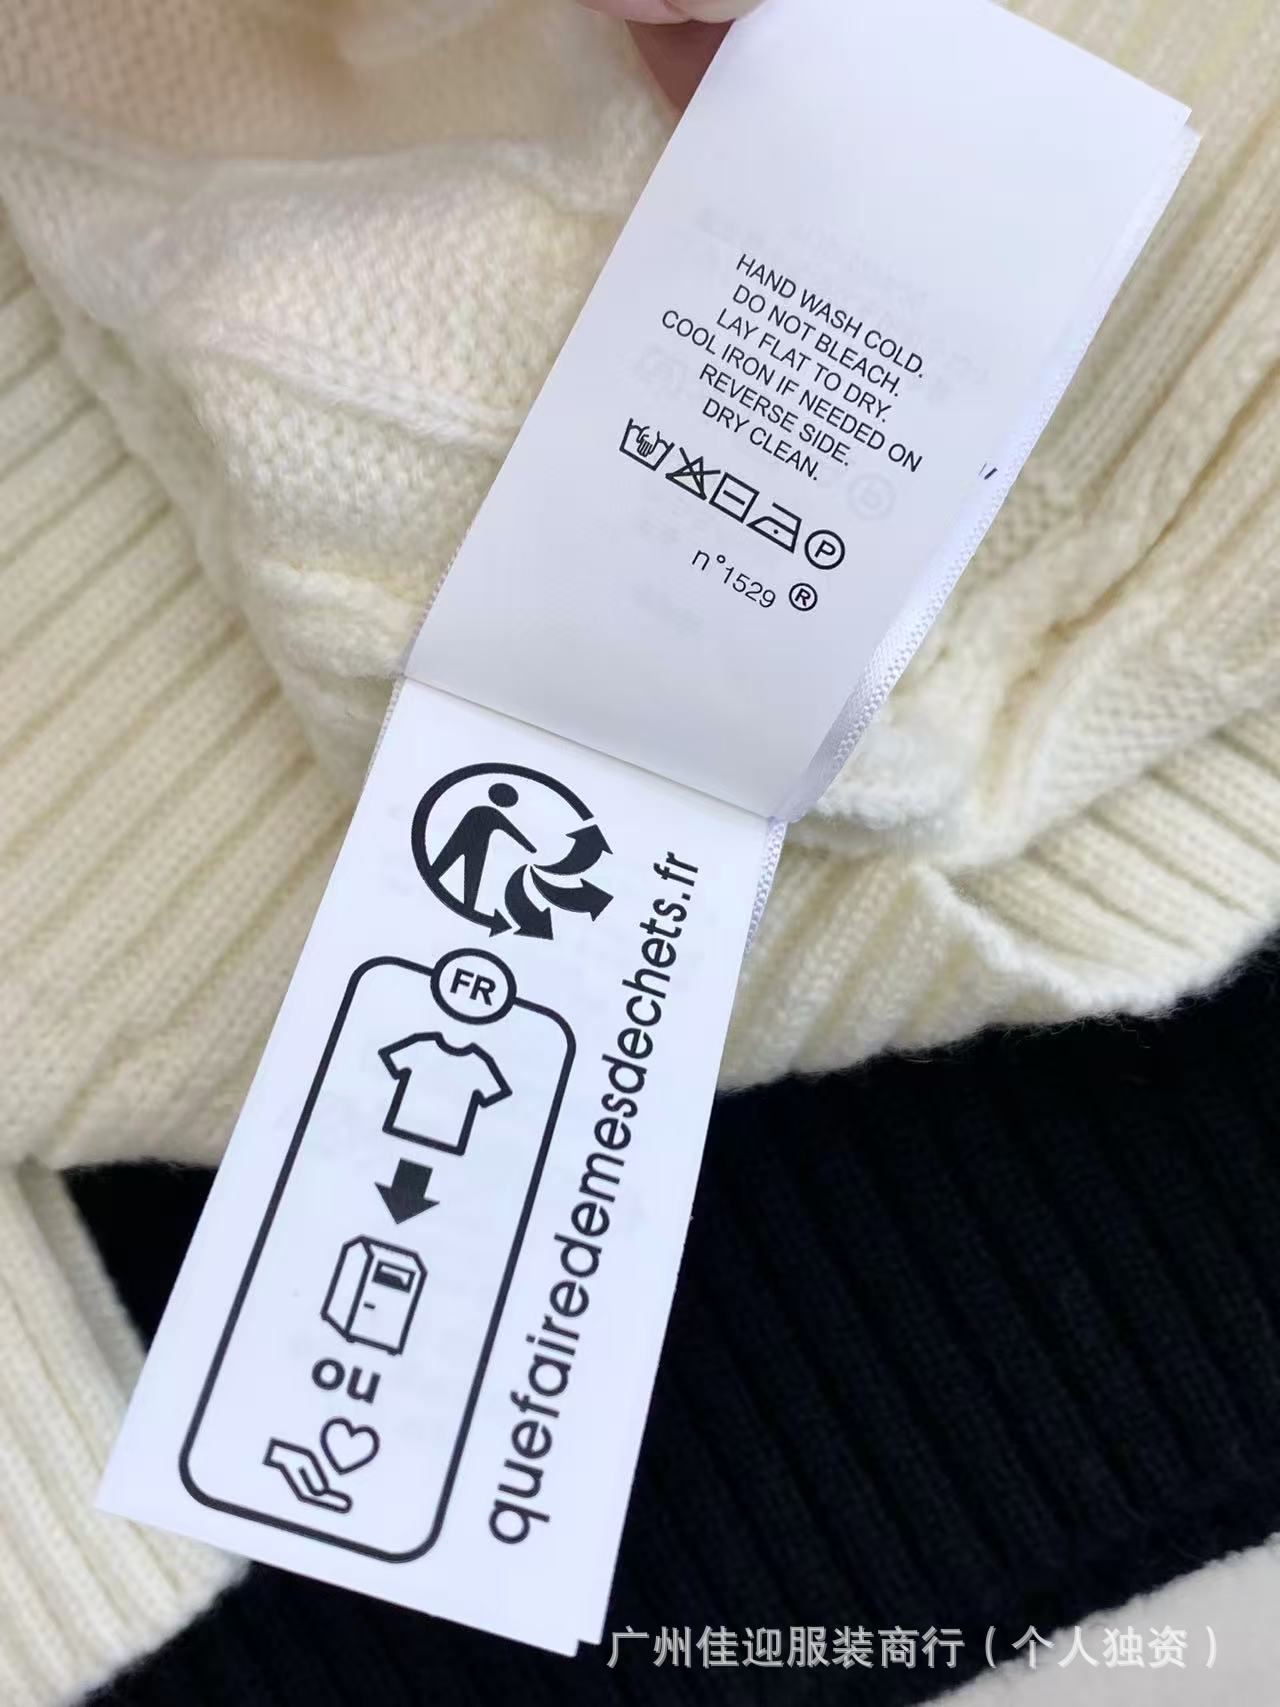 HAND WASH COLD.
DO NOT BLEACH.
LAY FLAT TO DRY.
COOL IRON IF NEEDED ON
REVERSE SIDE.
DRY CLEAN.
P
n°1529 ®
FR
OU
quefairedemesdechets.fr
广州佳迎服装商行（个人独资）